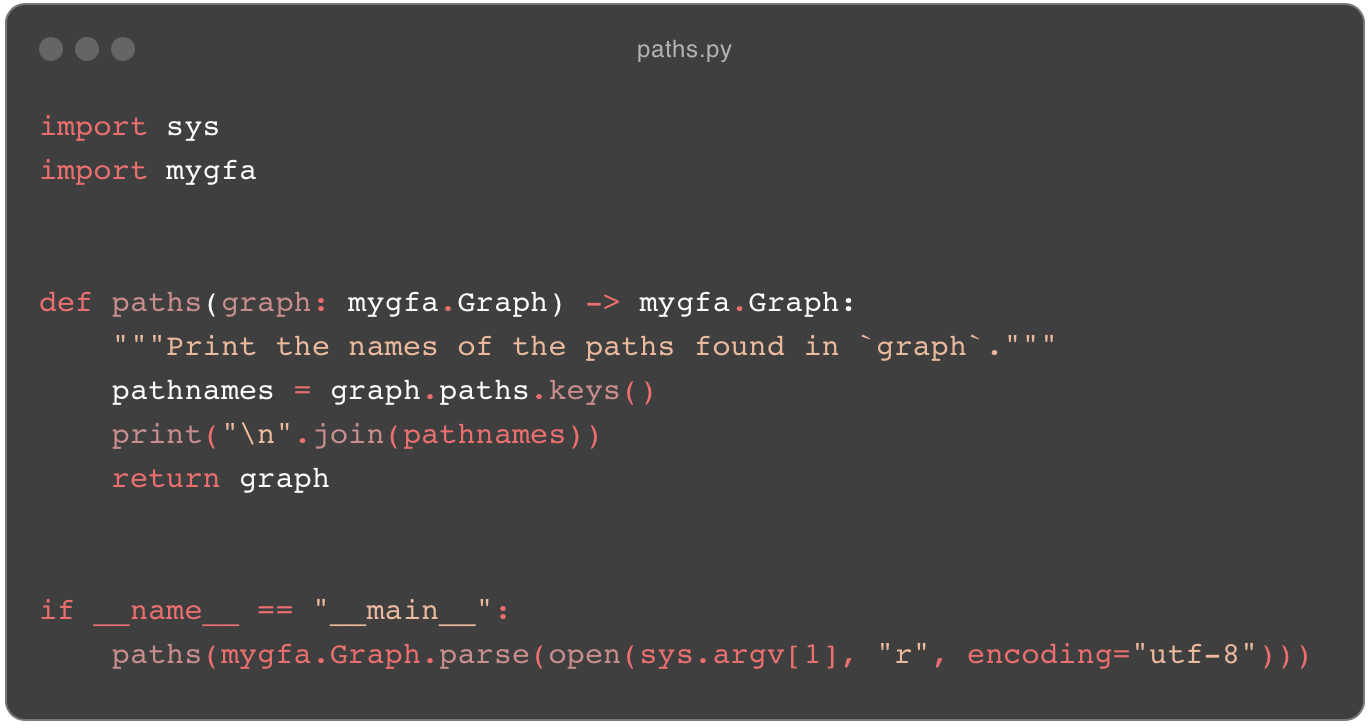 paths.py
import sys
import mygfa
def paths(graph: mygfa.Graph) -> mygfa.Graph:
    """Print the names of the paths found in `graph`."""
    pathnames = graph.paths.keys()
    print("\n".join(pathnames))
    return graph
if __name__ == "__main__":
    paths(mygfa.Graph.parse(open(sys.argv[1], "r", encoding="utf-8")))